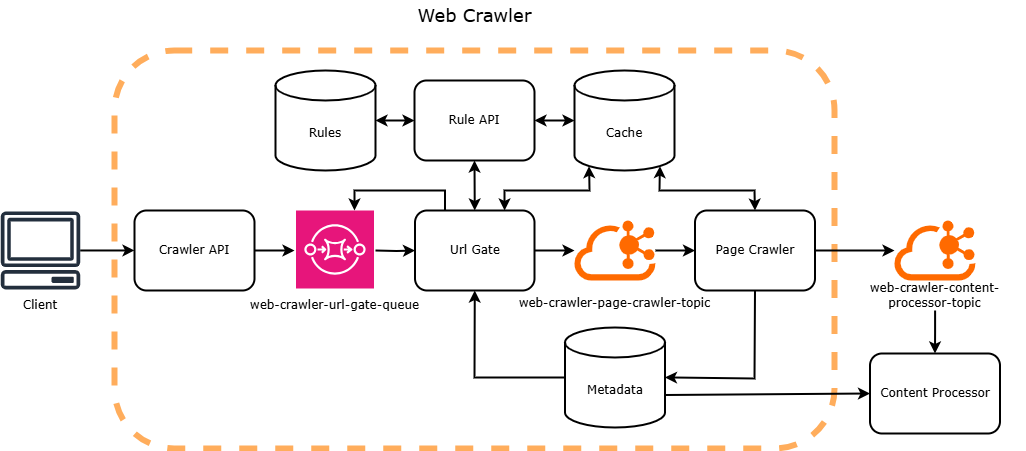 Web Crawler
Rules
Rule API
Cache
Client
Crawler API
web-crawler-url-gate-queue
Url Gate
web-crawler-page-crawler-topic
Page Crawler
web-crawler-content-
processor-topic
Metadata
Content Processor